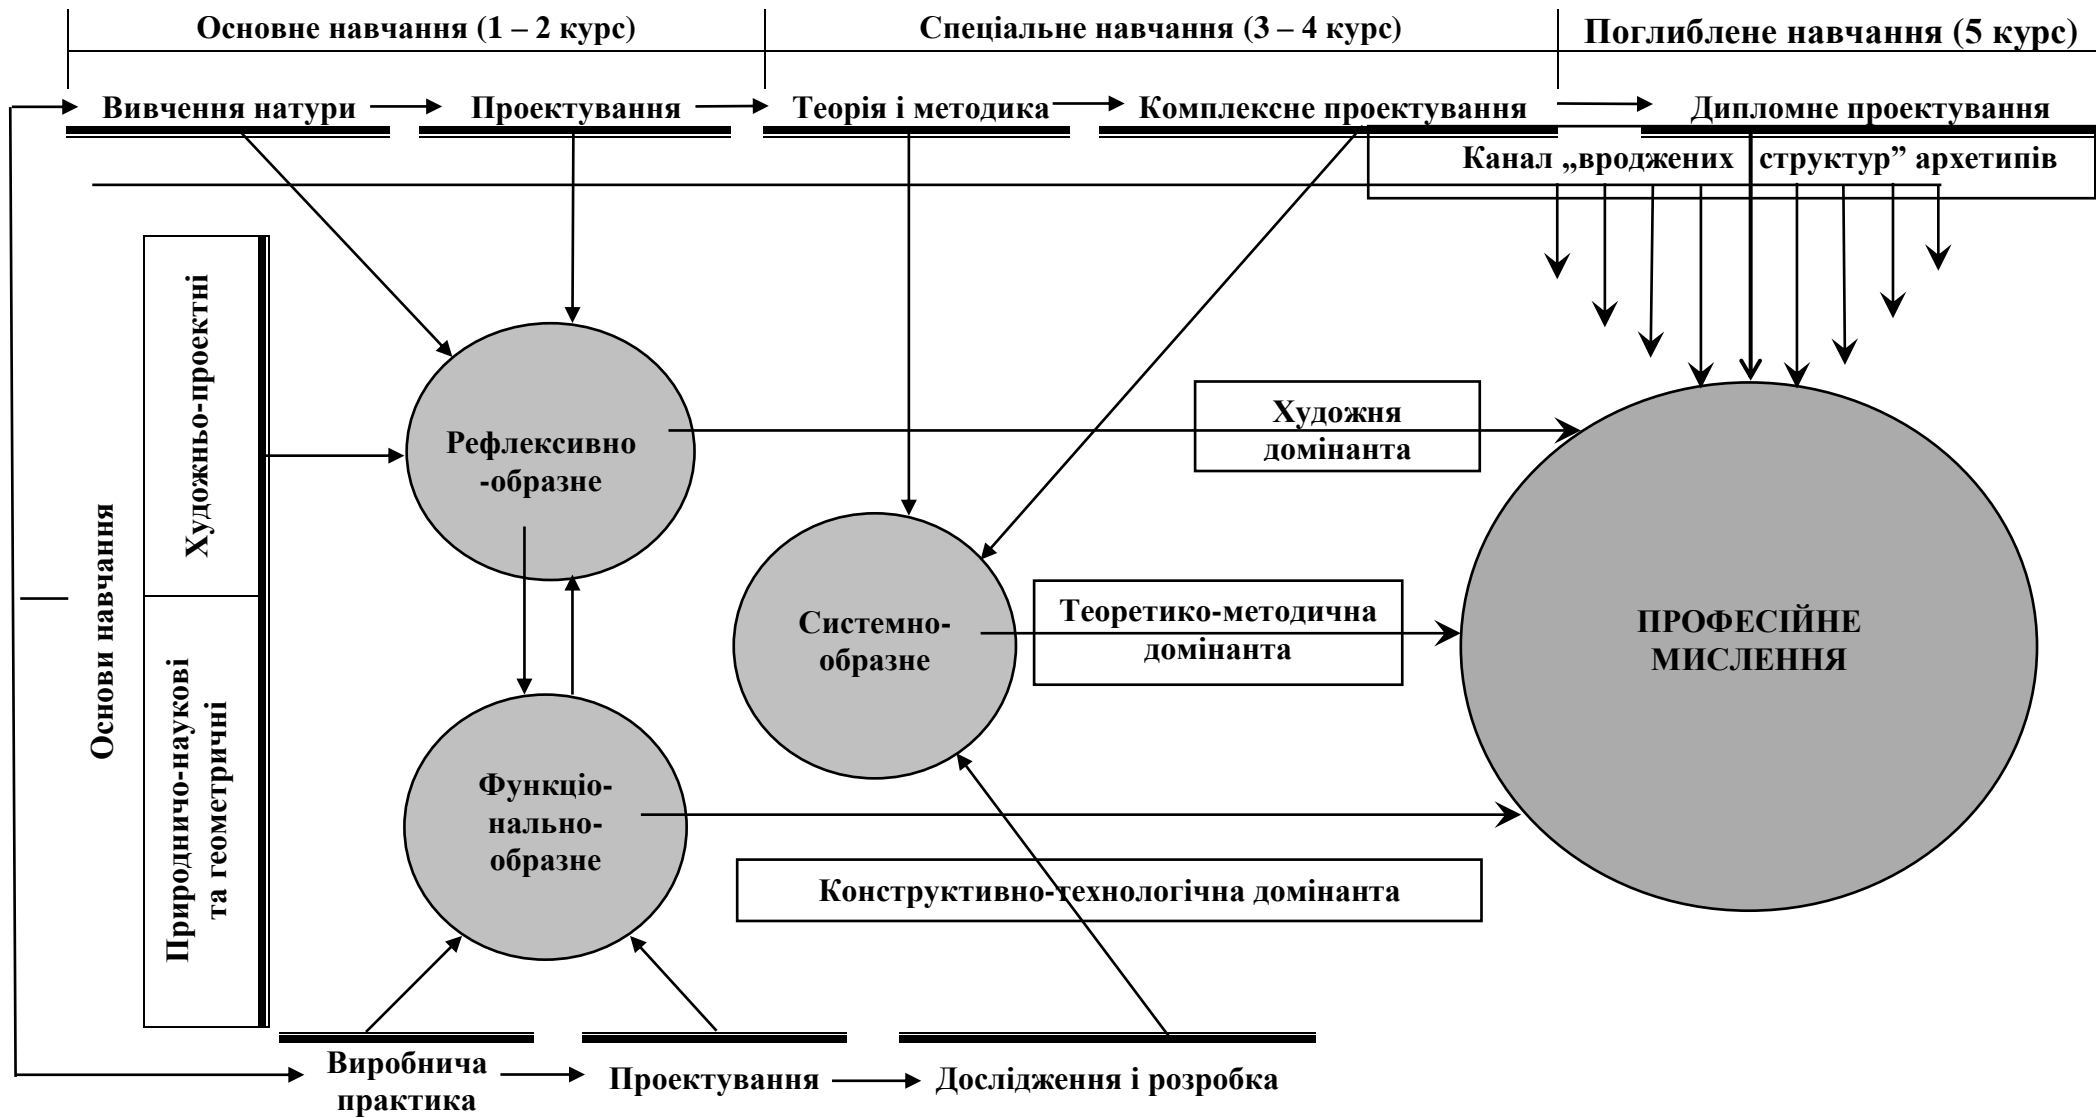 Основне навчання (1 – 2 курс)
Спеціальне навчання (3 – 4 курс)
Поглиблене навчання (5 курс)
Вивчення натури
Проектування
Теорія і методика
Комплексне проектування
Дипломне проектування
Канал „вроджених структур” архетипів
Основи навчання
Художньо-проектні
Природничо-наукові
та геометричні
Рефлексивно
-образне
Художня
домінанта
Системно-
образне
Теоретико-методична
домінанта
ПРОФЕСІЙНЕ
МИСЛЕННЯ
Функціо-
нально-
образне
Конструктивно-технологічна домінанта
Виробнича
практика
Проектування
Дослідження і розробка